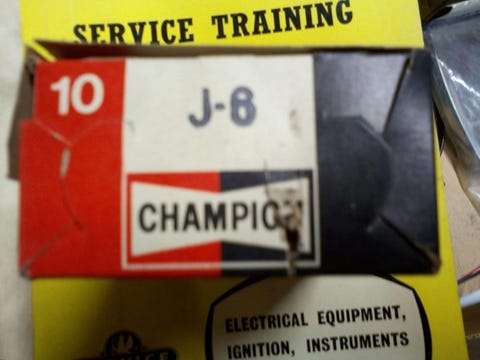 SERVICE TRAINING
10
J-8
CHAMPION
ELECTRICAL EQUIPMENT,
IGNITION, INSTRUMENTS